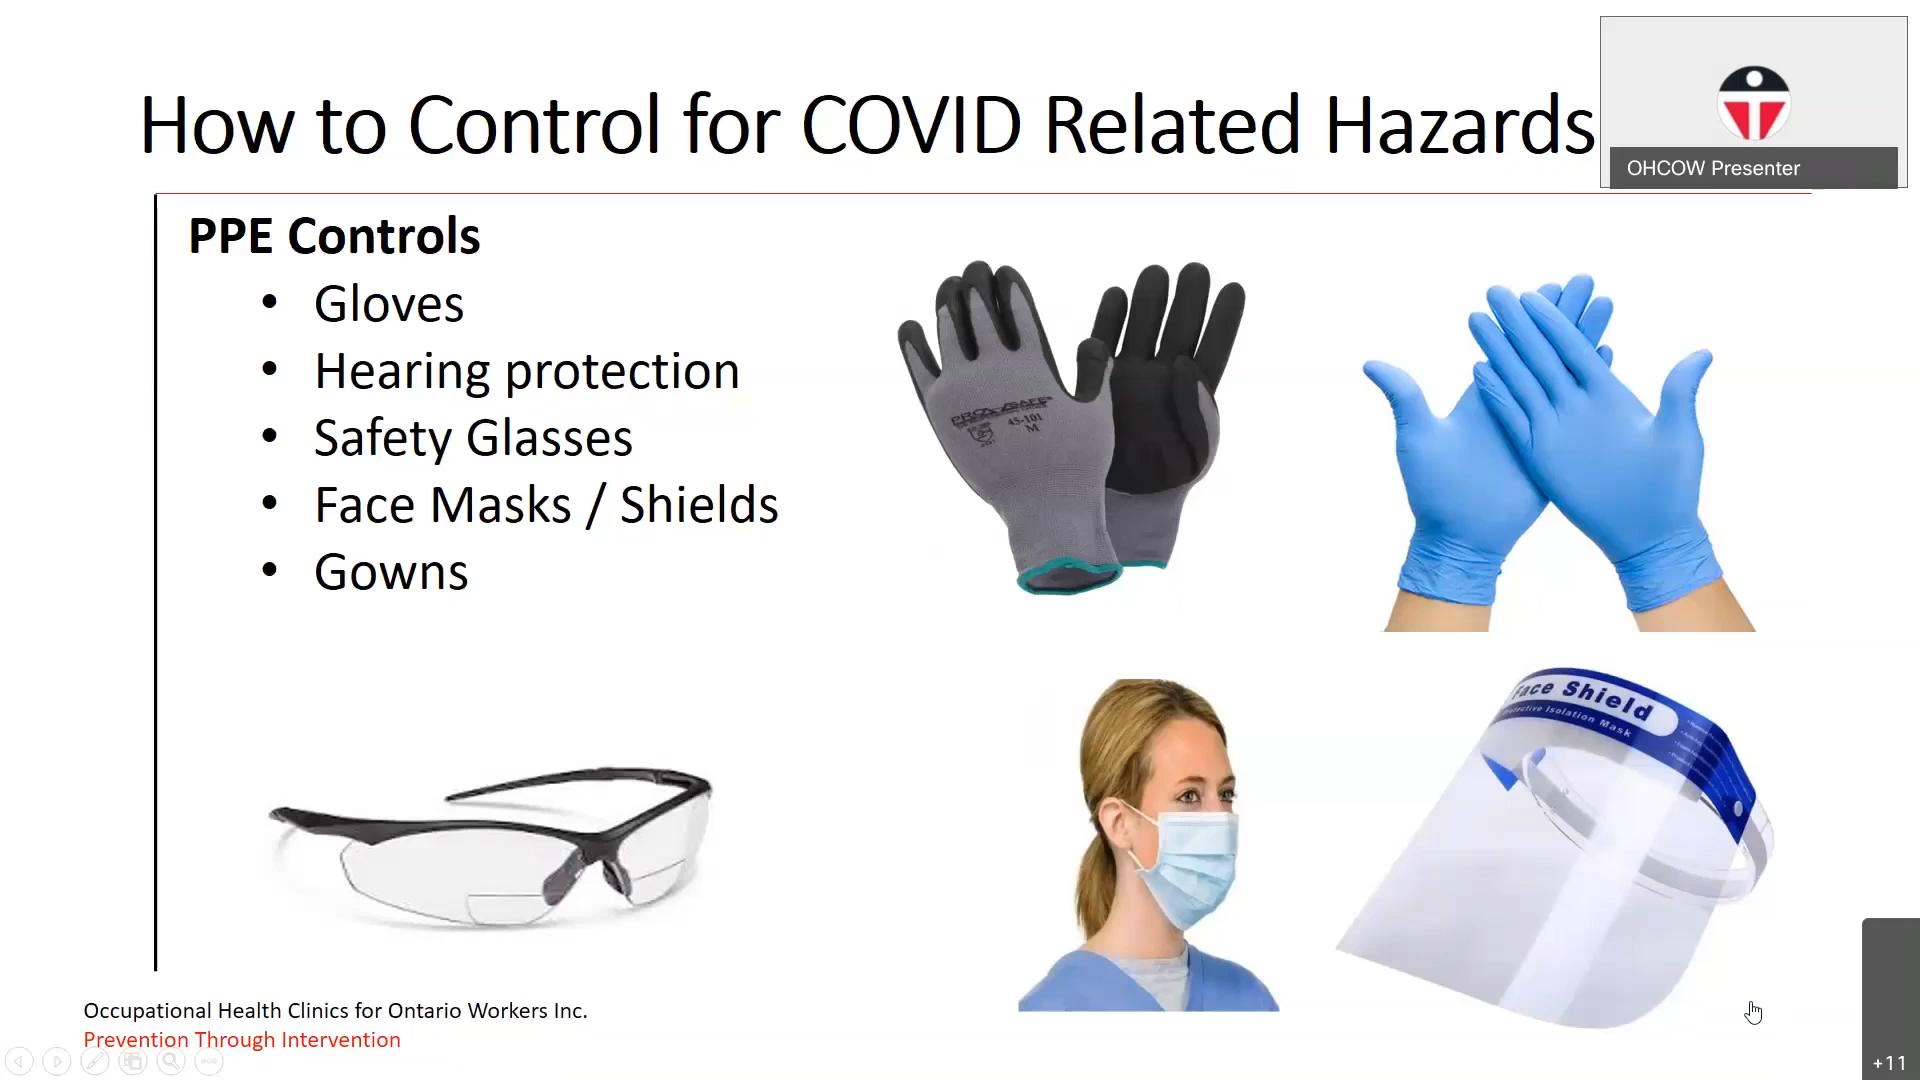 How to Control for COVID Related Hazards
OHCOW Presenter
PPE Controls
• Gloves
• Hearing protection
• Safety Glasses
• Face Masks / Shields
• Gowns
45-101
M
Face Shield
Protective Isolation Mask
Occupational Health Clinics for Ontario Workers Inc.
Prevention Through Intervention
+11